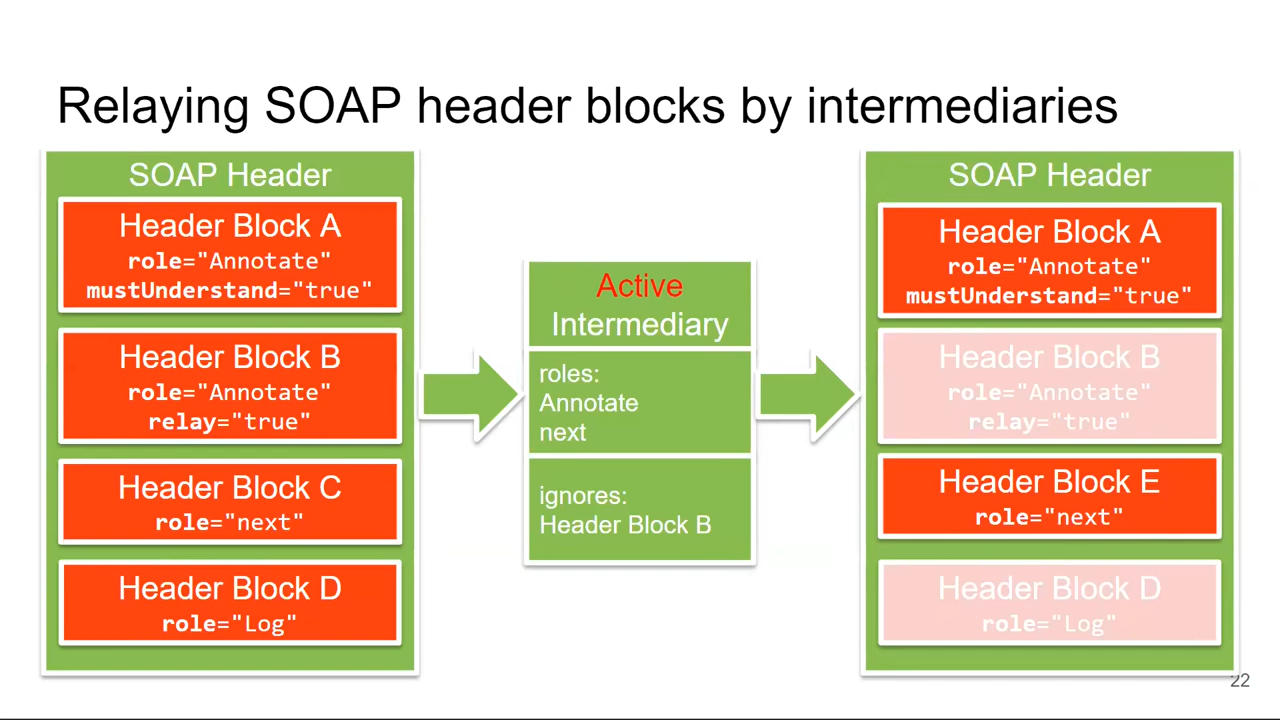 Relaying SOAP header blocks by intermediaries
SOAP Header
Header Block A
role="Annotate"
mustUnderstand="true"
Header Block B
role="Annotate"
relay="true"
Header Block C
role="next"
Header Block D
role="Log"
Active
Intermediary
roles:
Annotate
next
ignores:
Header Block B
SOAP Header
Header Block A
role="Annotate"
mustUnderstand="true"
Header Block B
role="Annotate"
relay="true"
Header Block E
role="next"
Header Block D
role="Log"
22